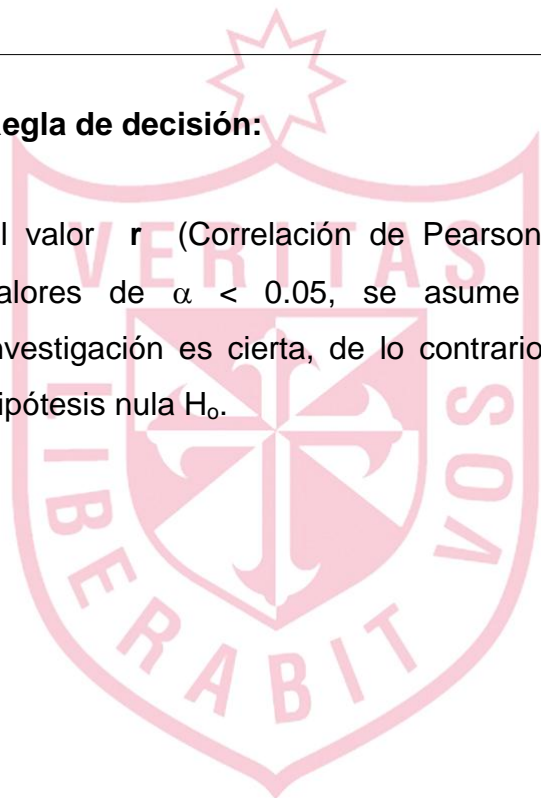 egla de decisión:
l valor r (Correlación de Pearson
alores de α < 0.05, se asume
nvestigación es cierta, de lo contrario
ipótesis nula Hₒ.
VERITAS
LIBERABIT VOS